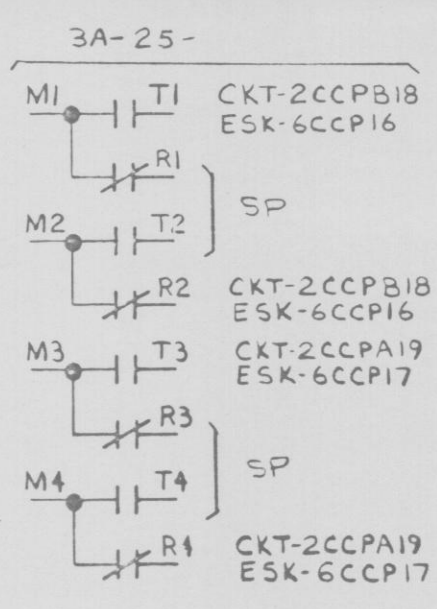 3A-25-
M1 T1 CKT-2CCPB18
ESK-6CCP16
R1
SP
M2 T2
R2 CKT-2CCPB18
ESK-6CCP16
M3 T3 CKT-2CCPA19
ESK-6CCP17
R3
SP
M4 T4
R4 CKT-2CCPA19
ESK-6CCP17